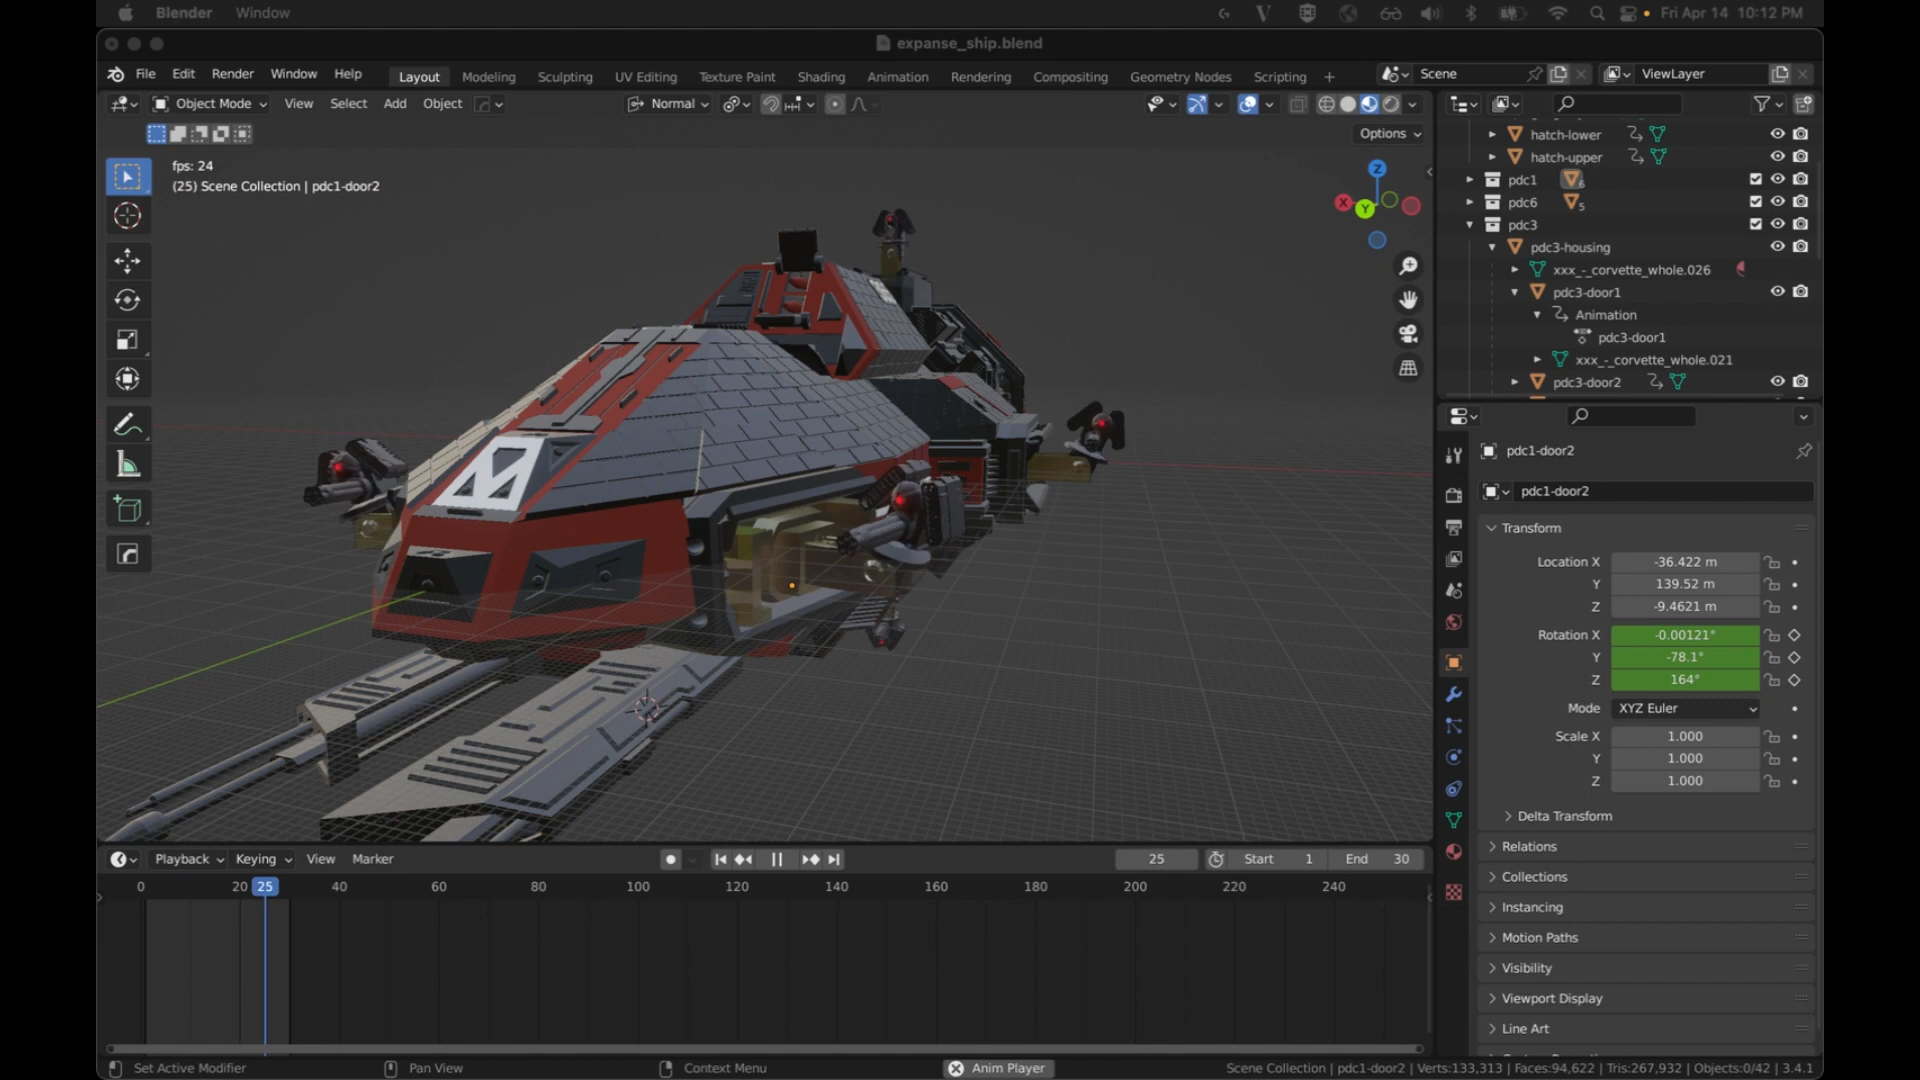 Blender Window Fri Apr 14 10:12 PM
expanse_ship.blend
File Edit Render Window Help Layout Modeling Sculpting UV Editing Texture Paint Shading Animation Rendering Compositing Geometry Nodes Scripting + Scene ViewLayer
Object Mode View Select Add Object Normal
Options
fps: 24
(25) Scene Collection | pdc1-door2
Z
X
Y
hatch-lower
hatch-upper
pdc1 6
pdc6 5
pdc3
pdc3-housing
xxx_-_corvette_whole.026
pdc3-door1
Animation
pdc3-door1
xxx_-_corvette_whole.021
pdc3-door2
pdc1-door2
pdc1-door2
Transform
Location X -36.422 m
Y 139.52 m
Z -9.4621 m
Rotation X -0.00121°
Y -78.1°
Z 164°
Mode XYZ Euler
Scale X 1.000
Y 1.000
Z 1.000
Delta Transform
Relations
Collections
Instancing
Motion Paths
Visibility
Viewport Display
Line Art
Playback Keying View Marker 25 Start 1 End 30
0 20 25 40 60 80 100 120 140 160 180 200 220 240
Set Active Modifier Pan View Context Menu Anim Player Scene Collection | pdc1-door2 | Verts:133,313 | Faces:94,622 | Tris:267,932 | Objects:0/42 | 3.4.1